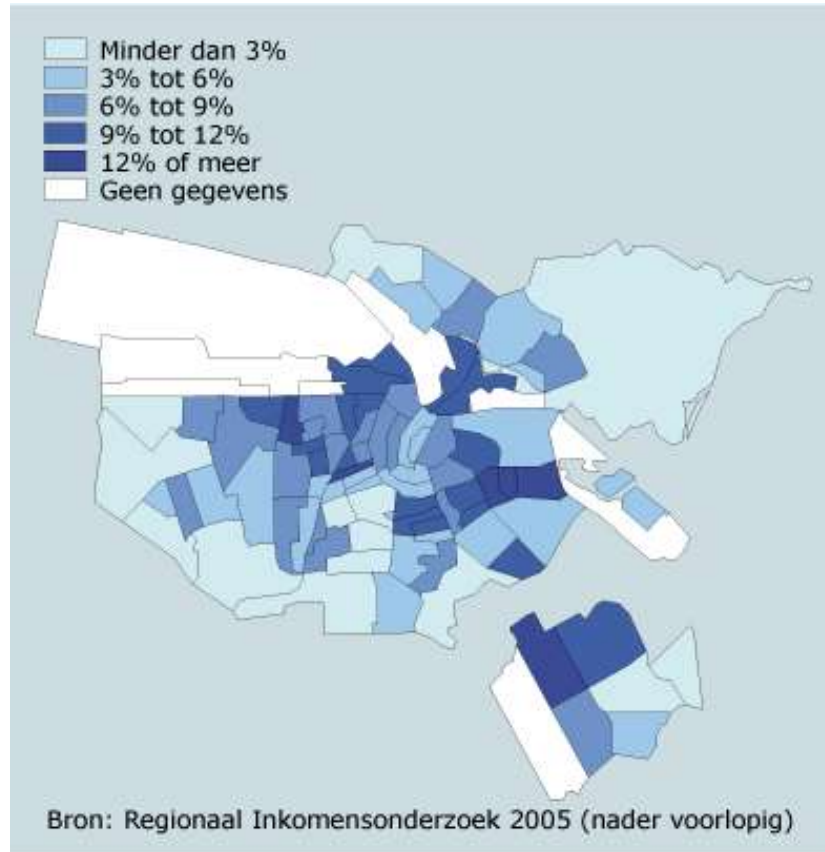 Minder dan 3%
3% tot 6%
6% tot 9%
9% tot 12%
12% of meer
Geen gegevens
Bron: Regionaal Inkomensonderzoek 2005 (nader voorlopig)